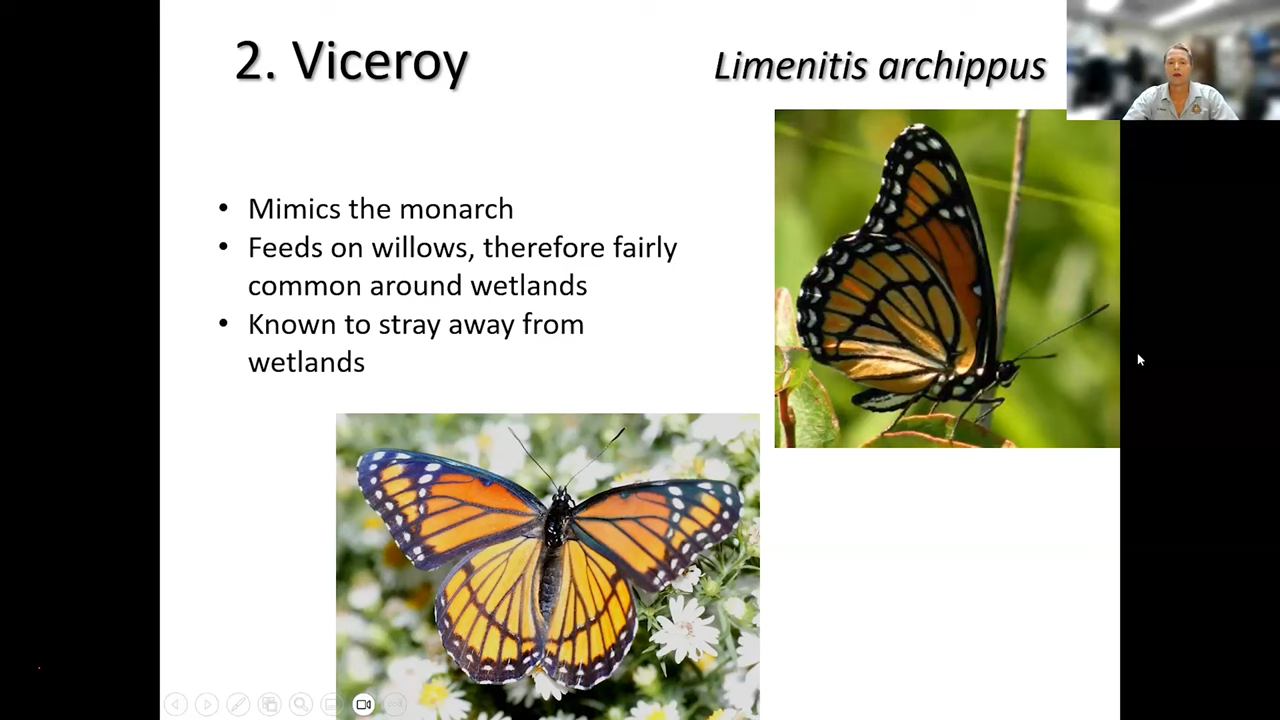 2. Viceroy
Limenitis archippus
• Mimics the monarch
• Feeds on willows, therefore fairly
common around wetlands
• Known to stray away from
wetlands